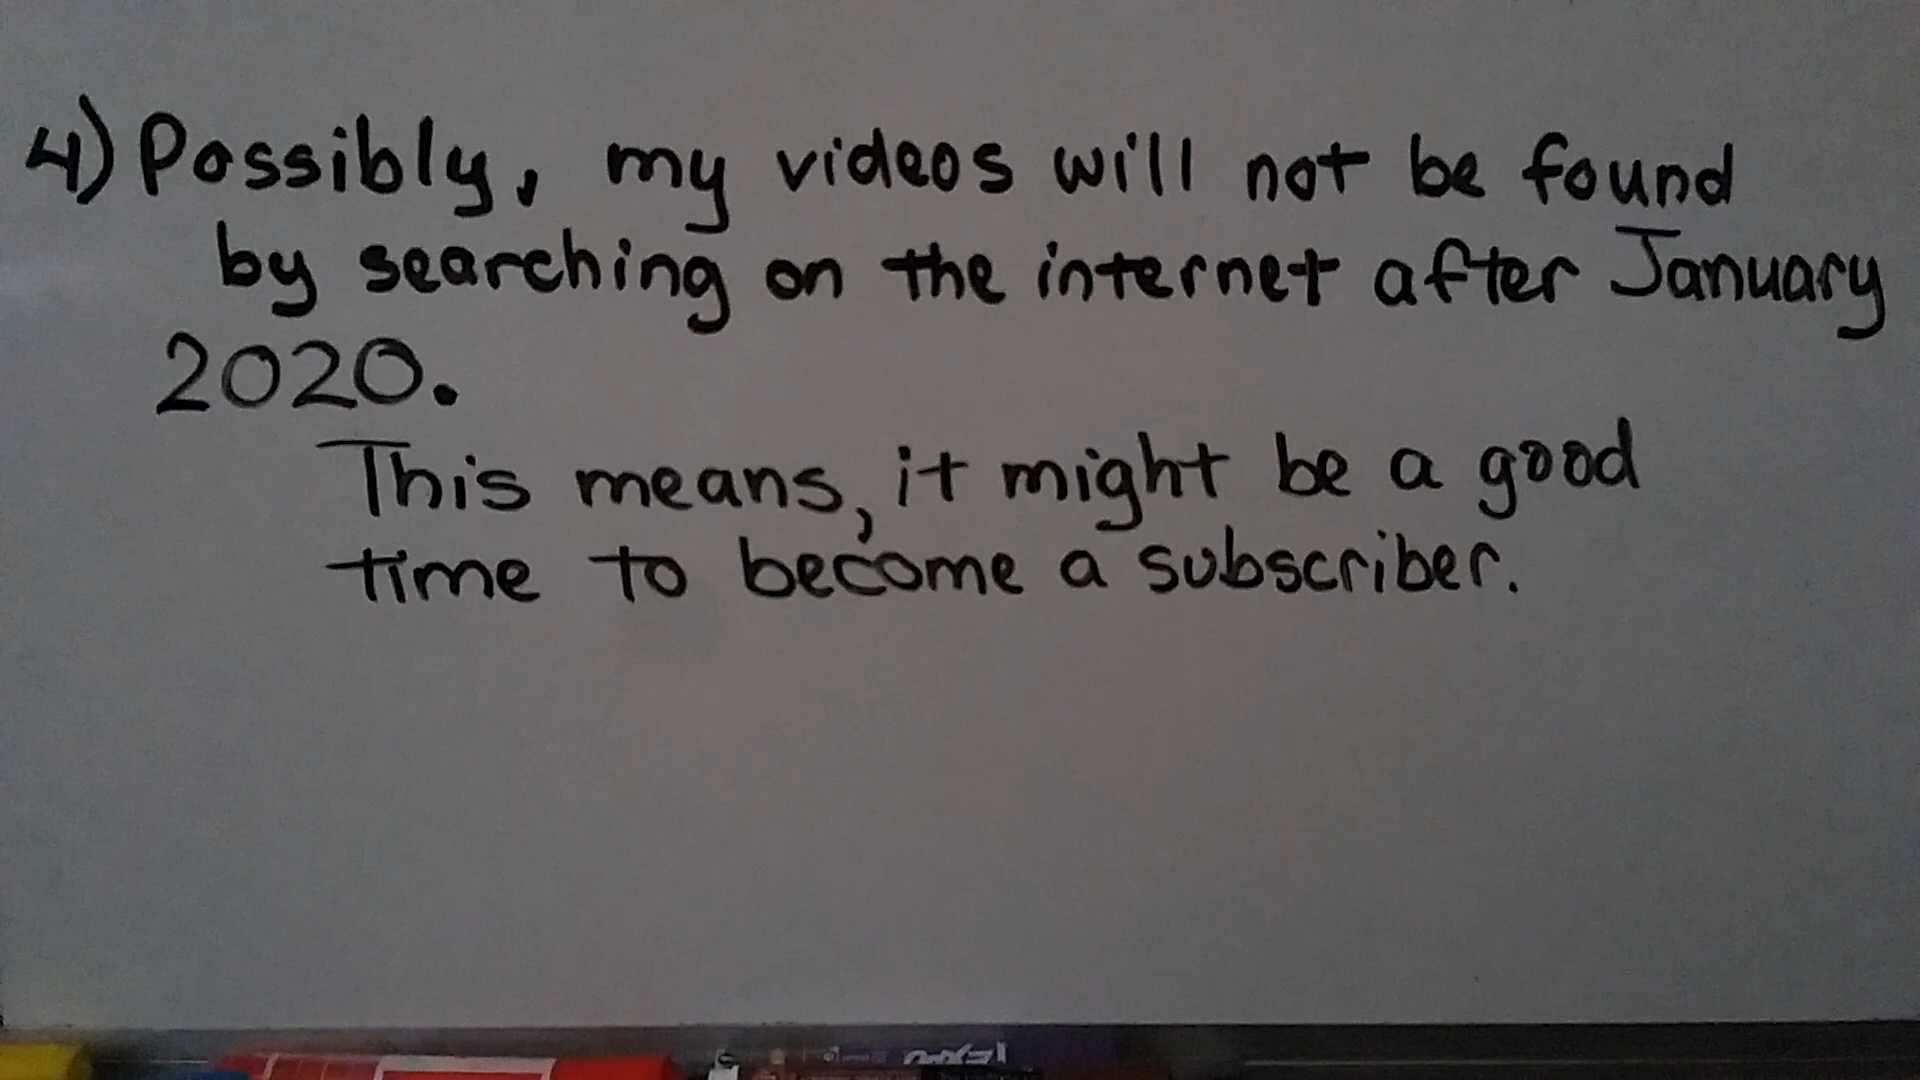 4) Possibly, my videos will not be found
by searching on the internet after January
2020.
This means, it might be a good
time to become a subscriber.